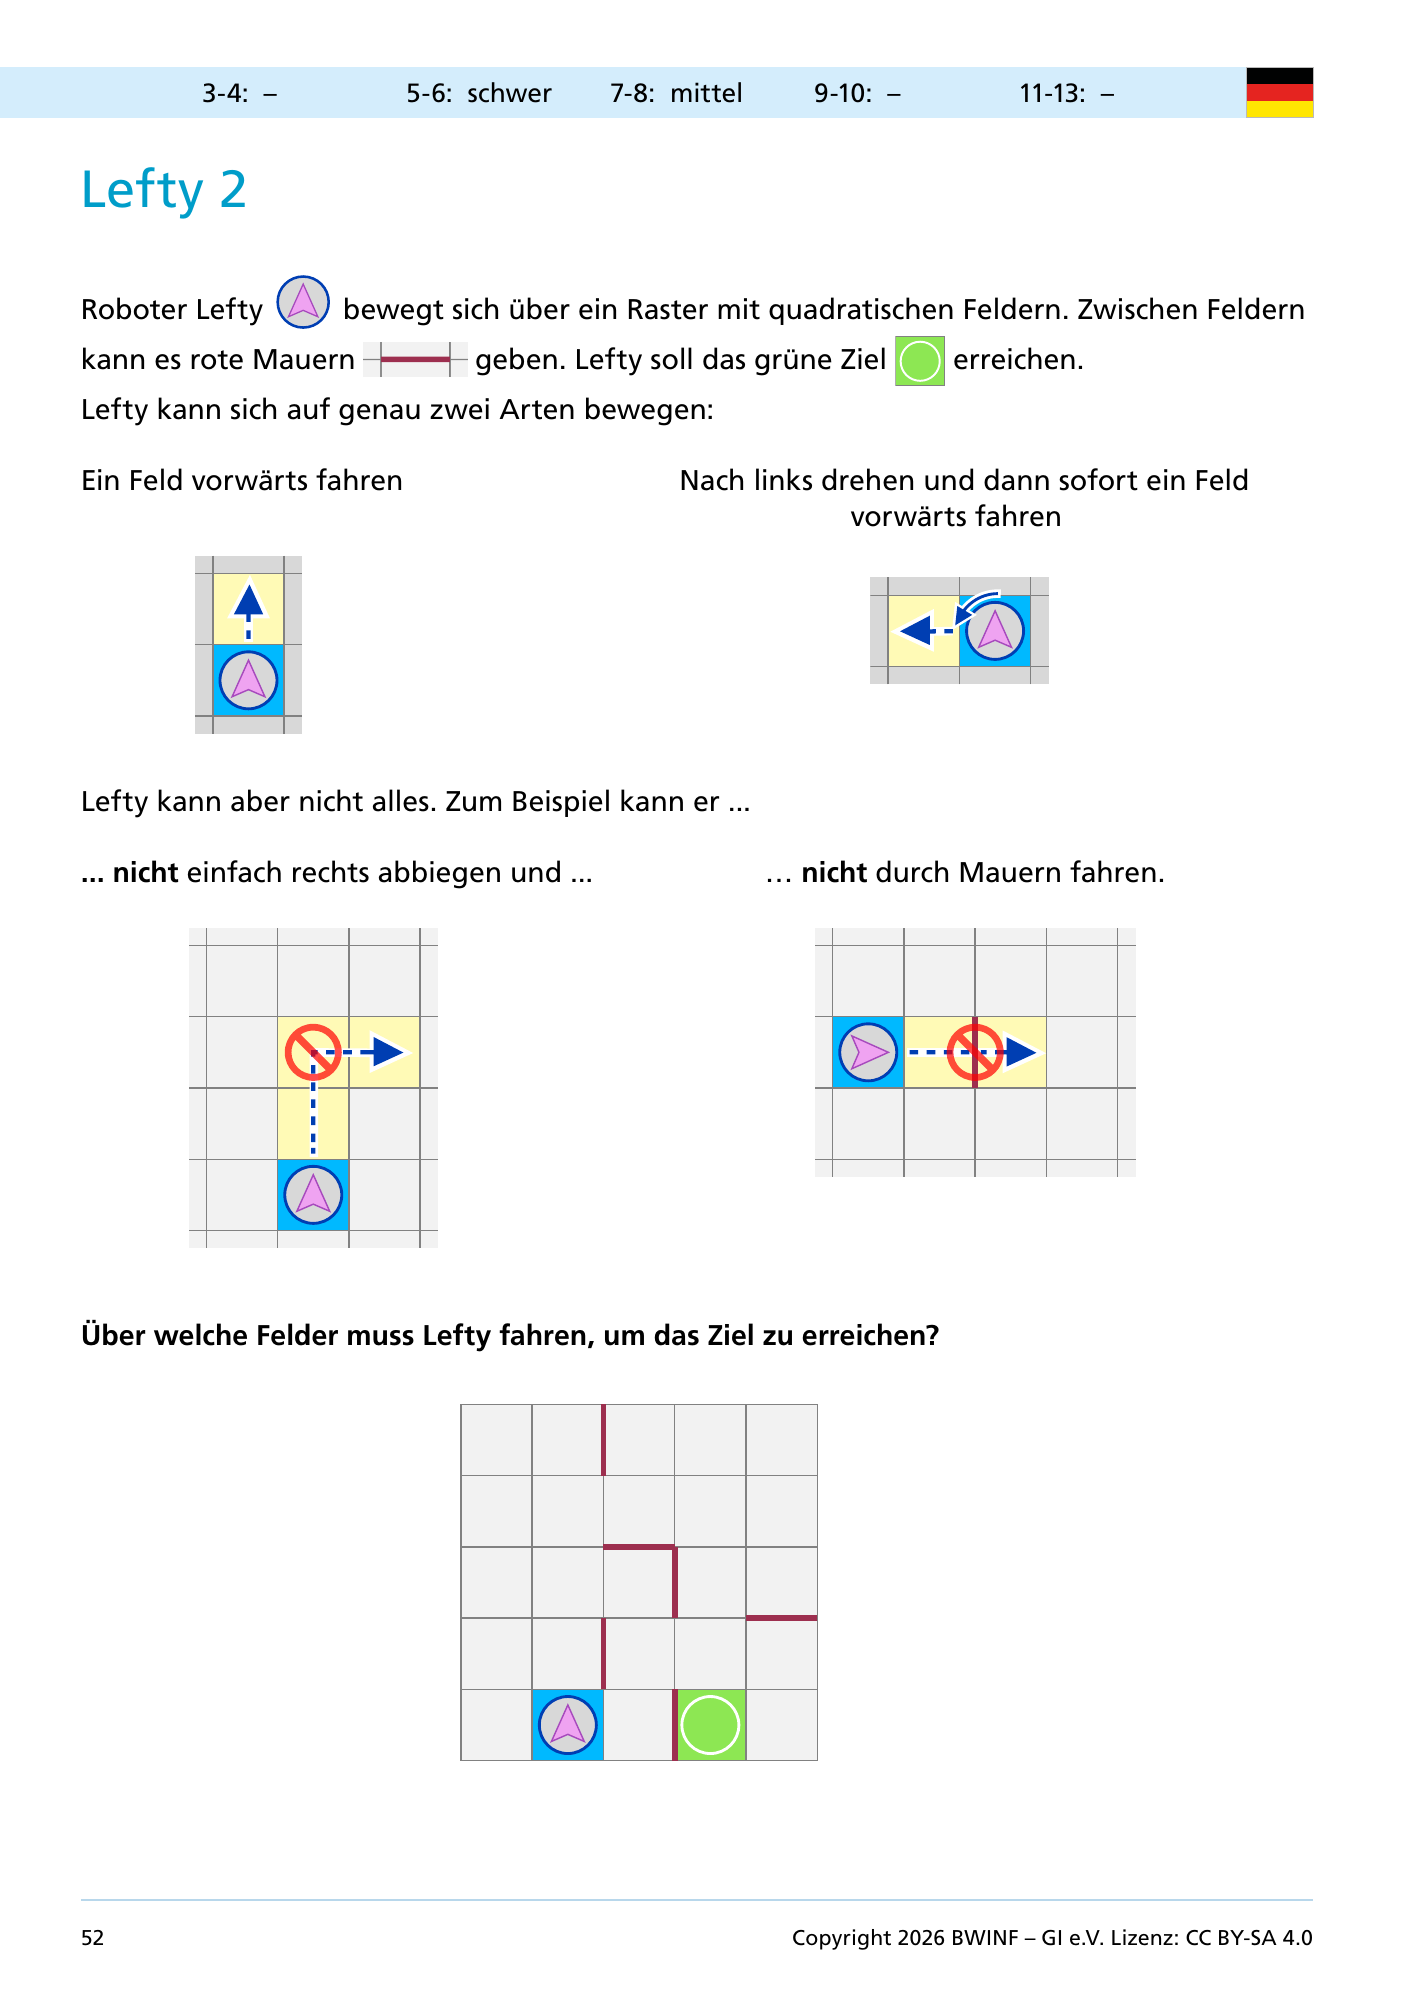 3-4: – 5-6: schwer 7-8: mittel 9-10: – 11-13: –
Lefty 2
Roboter Lefty bewegt sich über ein Raster mit quadratischen Feldern. Zwischen Feldern
kann es rote Mauern geben. Lefty soll das grüne Ziel erreichen.
Lefty kann sich auf genau zwei Arten bewegen:
Ein Feld vorwärts fahren
Nach links drehen und dann sofort ein Feld
vorwärts fahren
Lefty kann aber nicht alles. Zum Beispiel kann er ...
... nicht einfach rechts abbiegen und ...
… nicht durch Mauern fahren.
Über welche Felder muss Lefty fahren, um das Ziel zu erreichen?
52
Copyright 2026 BWINF – GI e.V. Lizenz: CC BY-SA 4.0